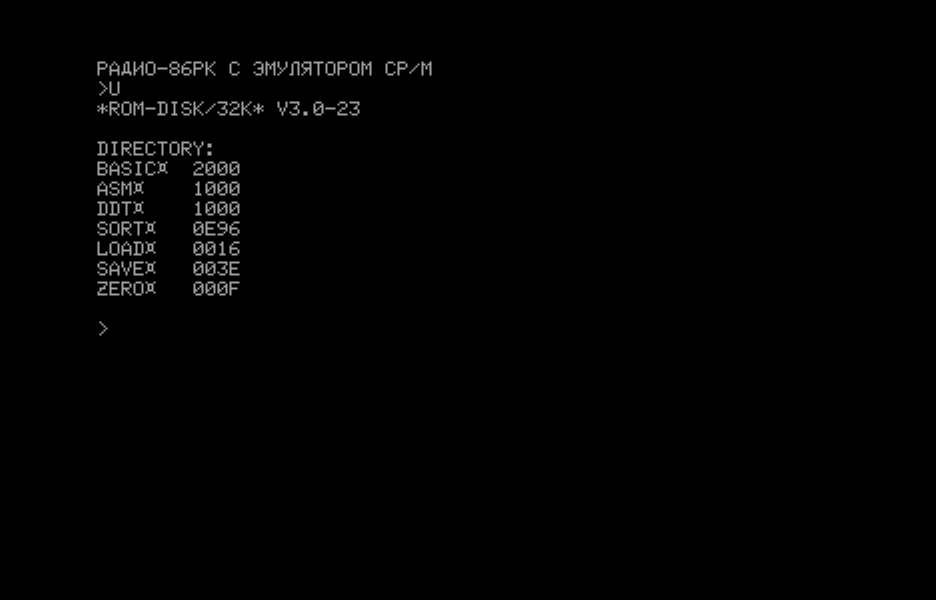 РАДИО-86РК С ЭМУЛЯТОРОМ CP/M
>U
*ROM-DISK/32K* V3.0-23
DIRECTORY:
BASIC¤ 2000
ASM¤ 1000
DDT¤ 1000
SORT¤ 0E96
LOAD¤ 0016
SAVE¤ 003E
ZERO¤ 000F
>